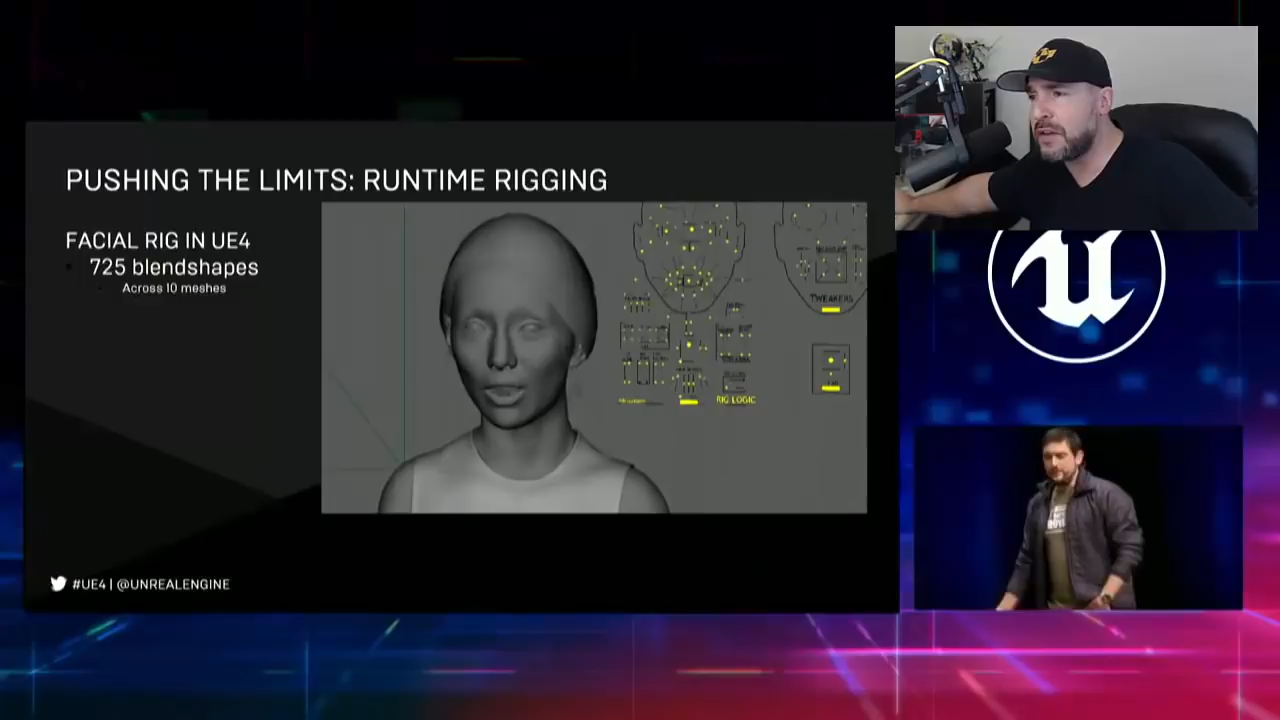 PUSHING THE LIMITS: RUNTIME RIGGING
FACIAL RIG IN UE4
725 blendshapes
Across 10 meshes
TWEAKERS
RIG LOGIC
#UE4 | @UNREALENGINE